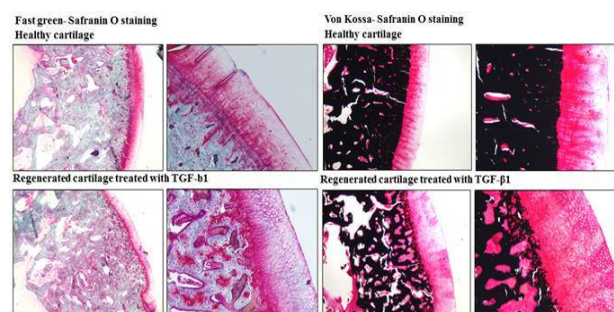 Fast green- Safranin O staining
Healthy cartilage
Von Kossa- Safranin O staining
Healthy cartilage
Regenerated cartilage treated with TGF-b1
Regenerated cartilage treated with TGF-β1